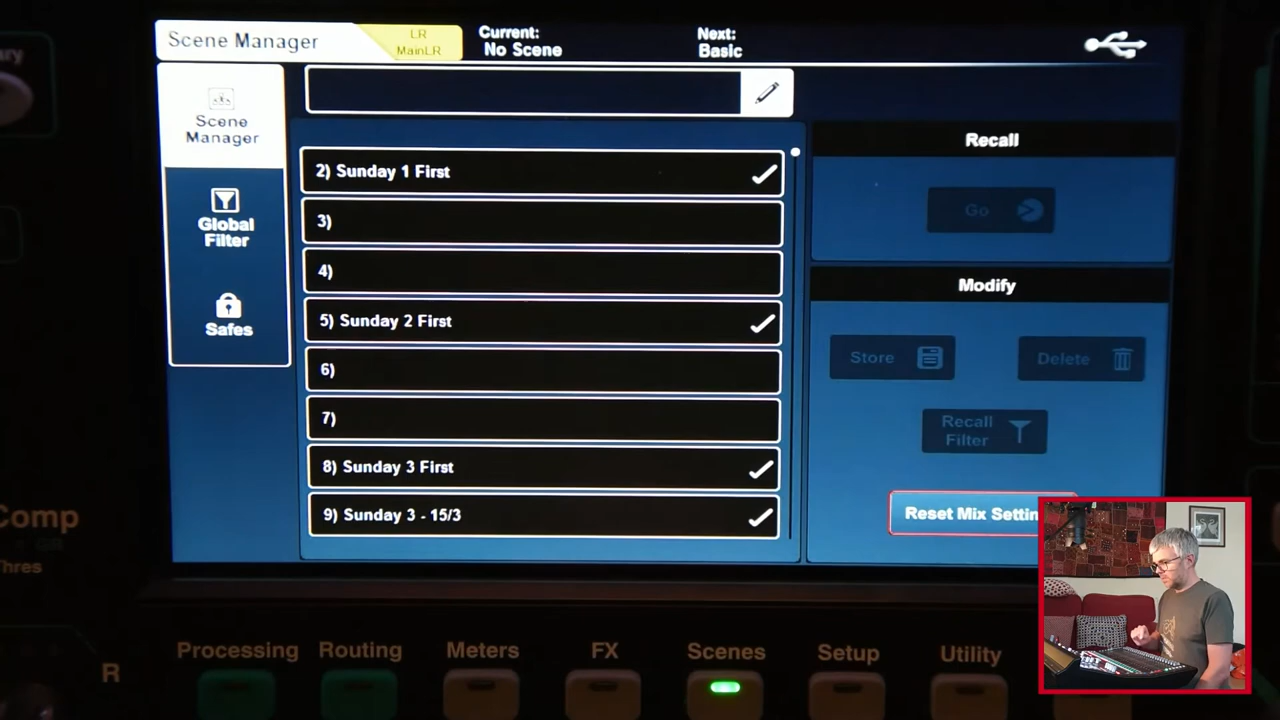 Scene Manager
LR
MainLR
Current:
No Scene
Next:
Basic
Scene
Manager
Global
Filter
Safes
2) Sunday 1 First
3)
4)
5) Sunday 2 First
6)
7)
8) Sunday 3 First
9) Sunday 3 - 15/3
Recall
Go
Modify
Store
Delete
Recall
Filter
Reset Mix
Comp
Thres
R
Processing
Routing
Meters
FX
Scenes
Setup
Utility